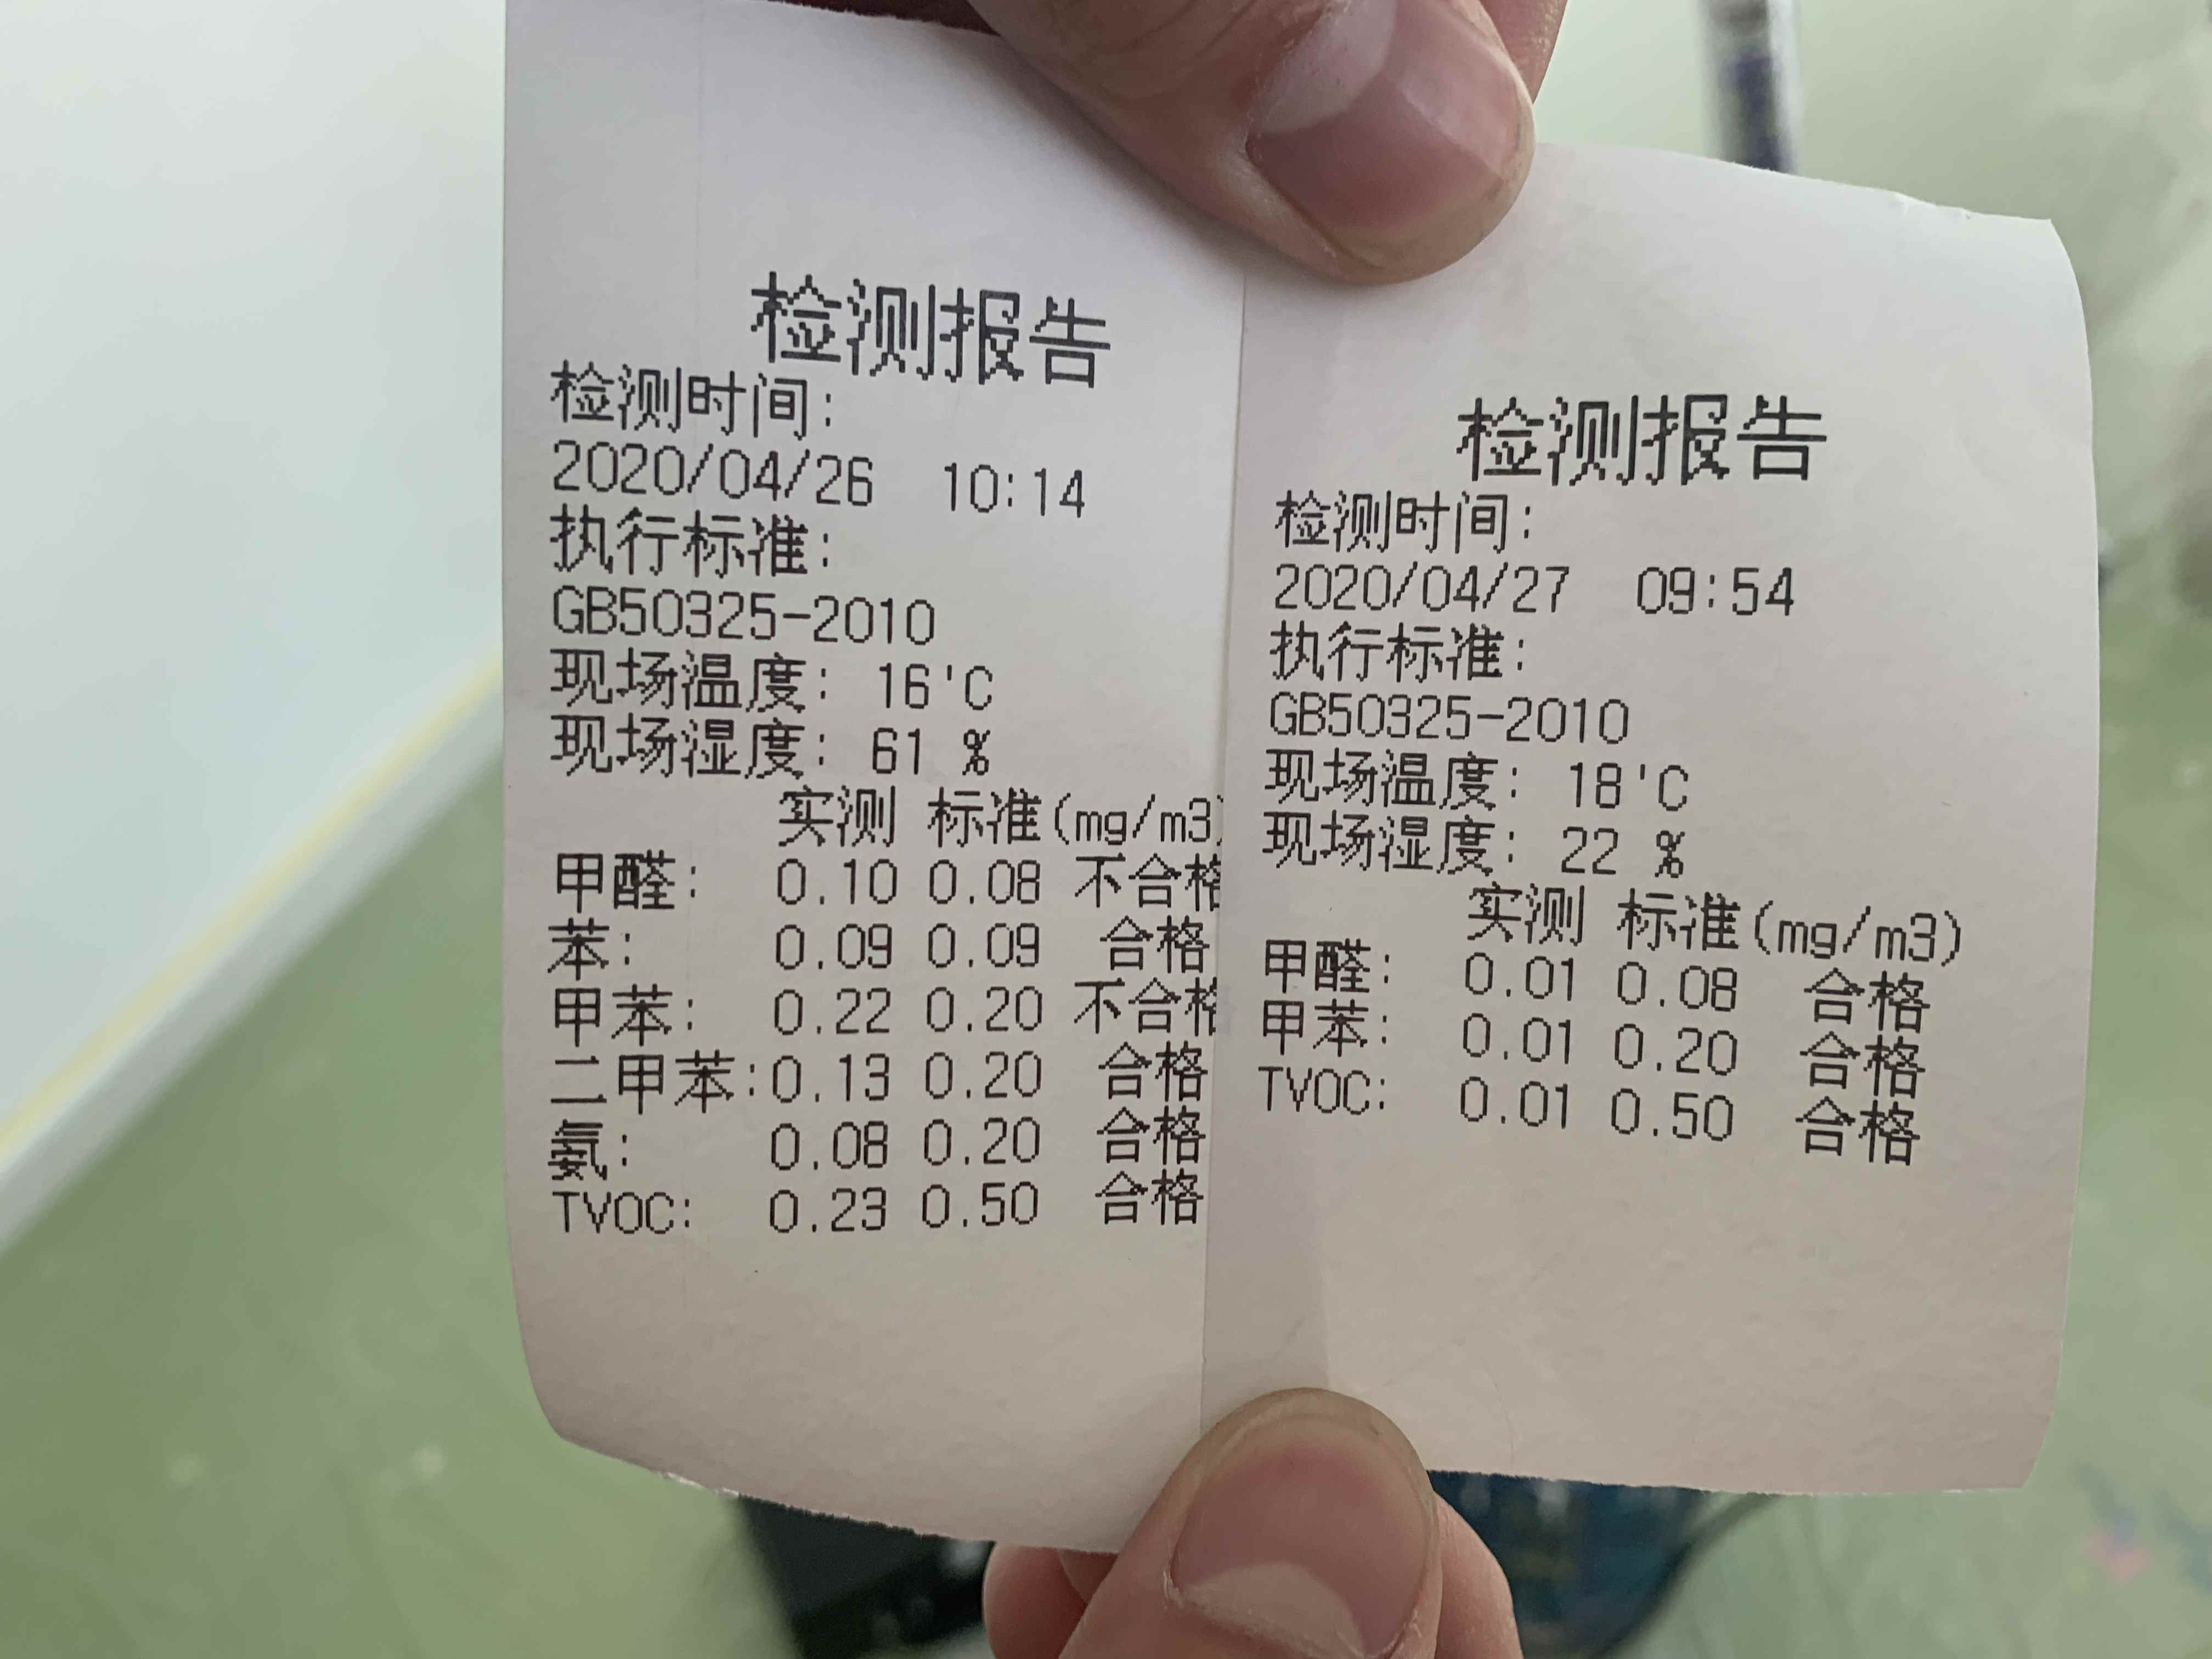 检测报告
检测时间:
2020/04/26 10:14
执行标准:
GB50325-2010
现场温度: 16'C
现场湿度: 61 %
实测 标准(mg/m3)
甲醛: 0.10 0.08 不合格
苯: 0.09 0.09 合格
甲苯: 0.22 0.20 不合格
二甲苯:0.13 0.20 合格
氨: 0.08 0.20 合格
TVOC: 0.23 0.50 合格
检测报告
检测时间:
2020/04/27 09:54
执行标准:
GB50325-2010
现场温度: 18'C
现场湿度: 22 %
实测 标准(mg/m3)
甲醛: 0.01 0.08 合格
甲苯: 0.01 0.20 合格
TVOC: 0.01 0.50 合格